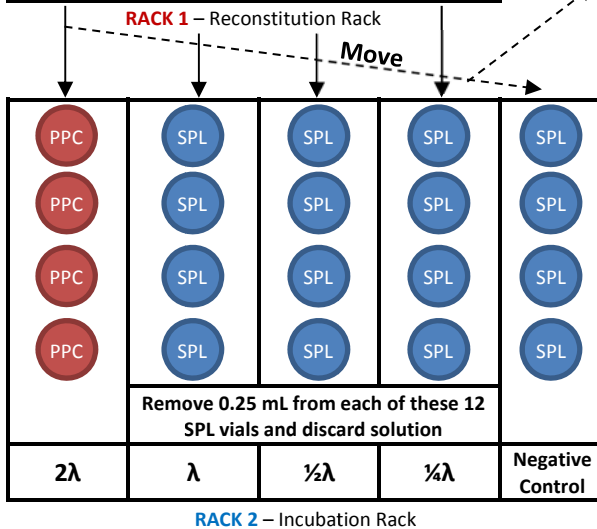 RACK 1 – Reconstitution Rack
Move
PPC SPL SPL SPL SPL
PPC SPL SPL SPL SPL
PPC SPL SPL SPL SPL
PPC SPL SPL SPL SPL
Remove 0.25 mL from each of these 12
SPL vials and discard solution
2λ λ ½λ ¼λ Negative
Control
RACK 2 – Incubation Rack